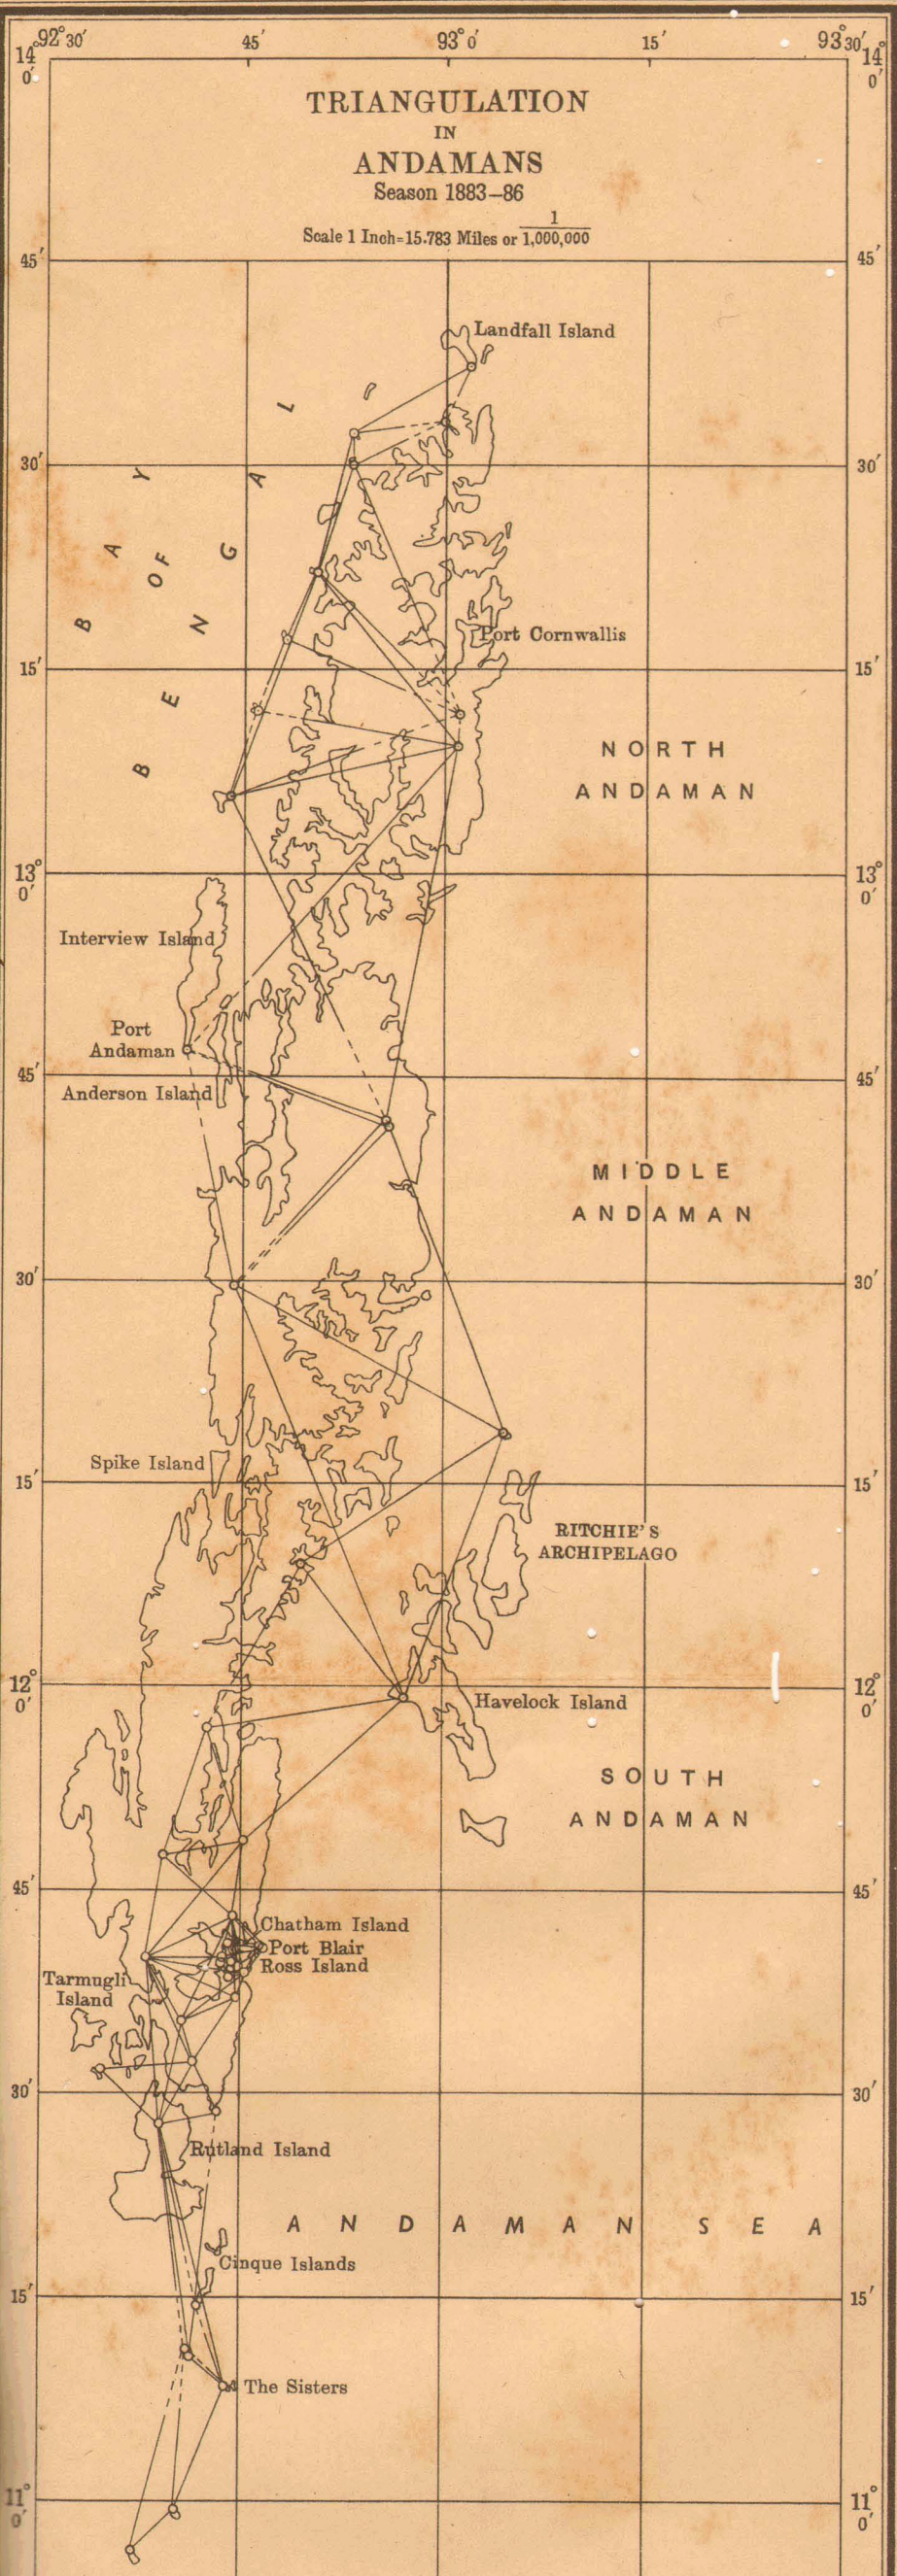 92°30′ 45′ 93°0′ 15′ 93°30′
14°0′ 14°0′
TRIANGULATION
IN
ANDAMANS
Season 1883–86
Scale 1 Inch=15.783 Miles or 1/1,000,000
45′ 45′
Landfall Island
30′ 30′
BAY OF BENGAL
Port Cornwallis
15′ 15′
NORTH
ANDAMAN
13°0′ 13°0′
Interview Island
Port
Andaman
45′ 45′
Anderson Island
MIDDLE
ANDAMAN
30′ 30′
Spike Island
15′ 15′
RITCHIE'S
ARCHIPELAGO
12°0′ 12°0′
Havelock Island
SOUTH
ANDAMAN
45′ 45′
Chatham Island
Port Blair
Ross Island
Tarmugli
Island
30′ 30′
Rutland Island
ANDAMAN SEA
Cinque Islands
15′ 15′
The Sisters
11°0′ 11°0′